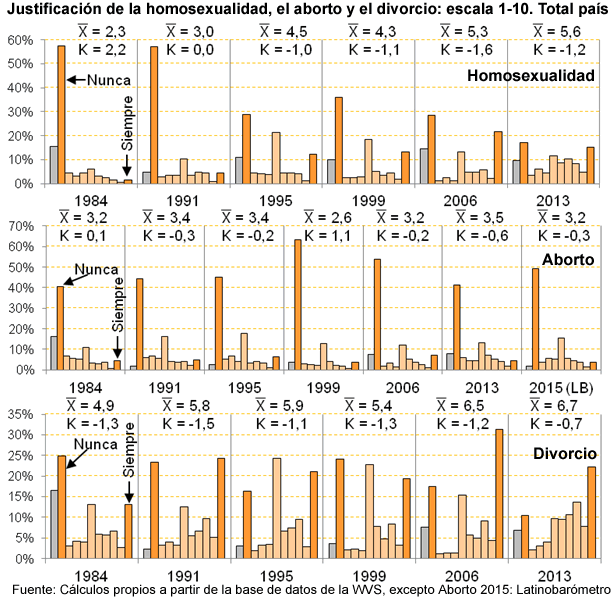 Justificación de la homosexualidad, el aborto y el divorcio: escala 1-10. Total país
X = 2,3 X = 3,0 X = 4,5 X = 4,3 X = 5,3 X = 5,6
K = 2,2 K = 0,0 K = -1,0 K = -1,1 K = -1,6 K = -1,2
60%
50%
40%
30%
20%
10%
0%
Homosexualidad
Nunca
Siempre
1984 1991 1995 1999 2006 2013
X = 3,2 X = 3,4 X = 3,4 X = 2,6 X = 3,2 X = 3,5 X = 3,2
K = 0,1 K = -0,3 K = -0,2 K = 1,1 K = -0,2 K = -0,6 K = -0,3
70%
60%
50%
40%
30%
20%
10%
0%
Aborto
Nunca
Siempre
1984 1991 1995 1999 2006 2013 2015 (LB)
X = 4,9 X = 5,8 X = 5,9 X = 5,4 X = 6,5 X = 6,7
K = -1,3 K = -1,5 K = -1,1 K = -1,3 K = -1,2 K = -0,7
35%
30%
25%
20%
15%
10%
5%
0%
Divorcio
Nunca
Siempre
1984 1991 1995 1999 2006 2013
Fuente: Cálculos propios a partir de la base de datos de la WVS, excepto Aborto 2015: Latinobarómetro